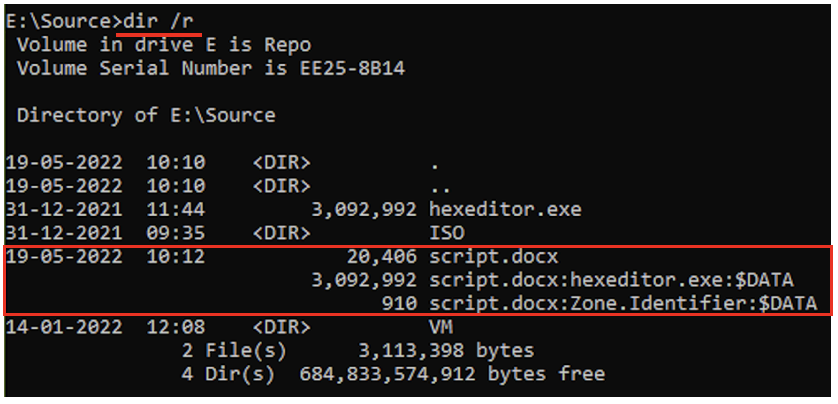 E:\Source>dir /r
Volume in drive E is Repo
Volume Serial Number is EE25-8B14
Directory of E:\Source
19-05-2022 10:10 <DIR> .
19-05-2022 10:10 <DIR> ..
31-12-2021 11:44 3,092,992 hexeditor.exe
31-12-2021 09:35 <DIR> ISO
19-05-2022 10:12 20,406 script.docx
3,092,992 script.docx:hexeditor.exe:$DATA
910 script.docx:Zone.Identifier:$DATA
14-01-2022 12:08 <DIR> VM
2 File(s) 3,113,398 bytes
4 Dir(s) 684,833,574,912 bytes free